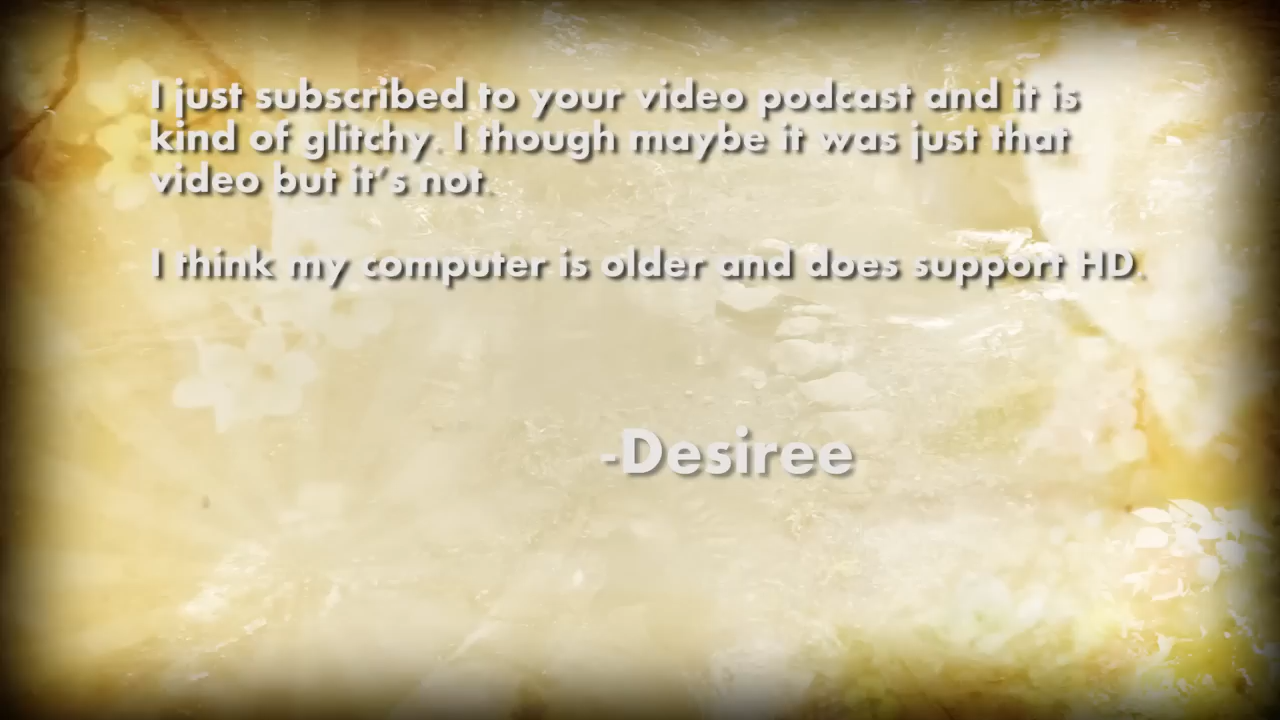 I just subscribed to your video podcast and it is
kind of glitchy. I though maybe it was just that
video but it's not.
I think my computer is older and does support HD.
-Desiree